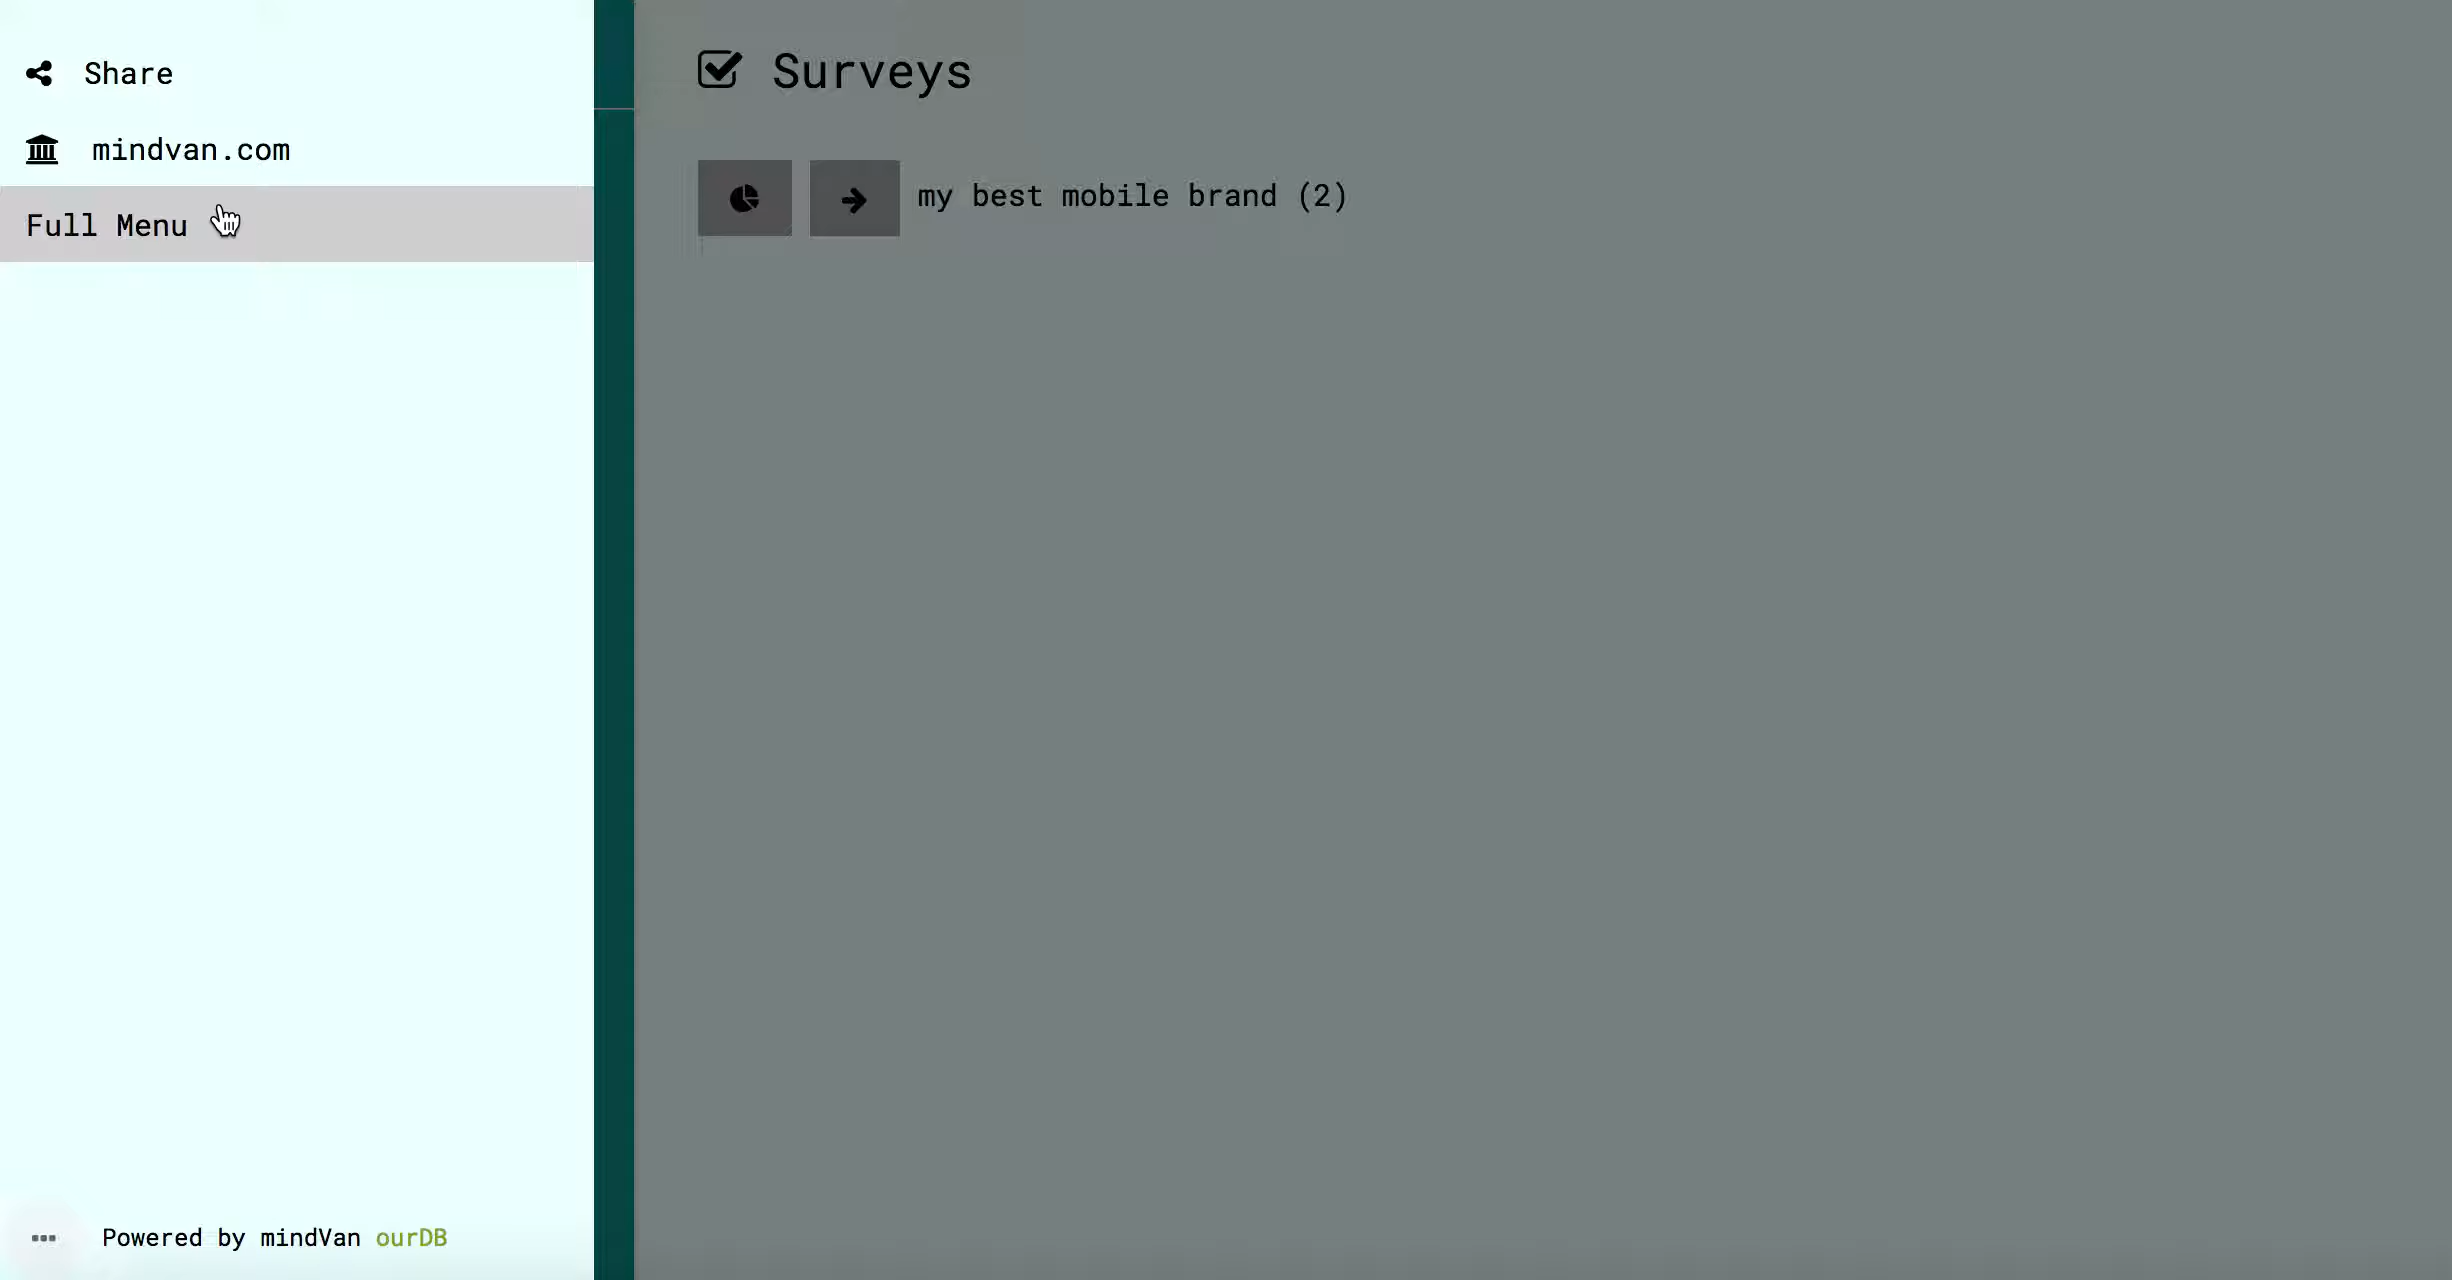 Share
mindvan.com
Full Menu
Powered by mindVan ourDB
Surveys
my best mobile brand (2)